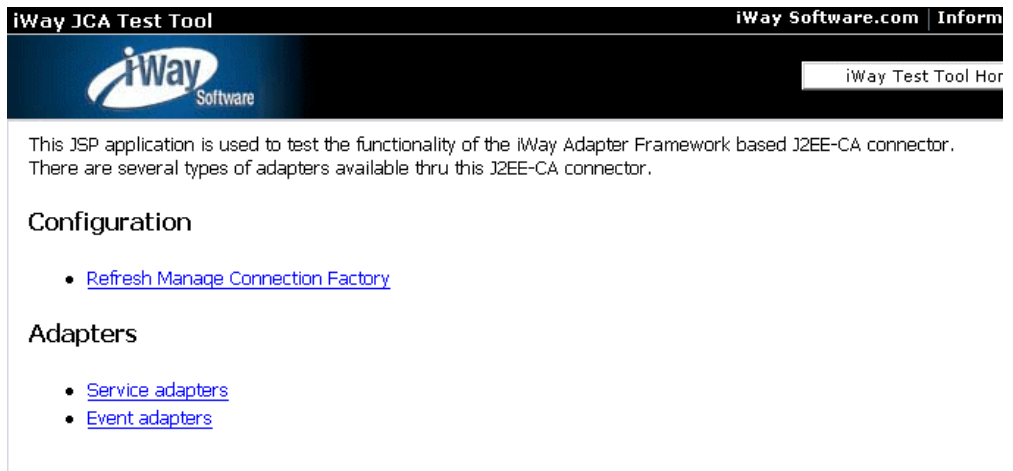 iWay JCA Test Tool
iWay Software.com | Inform
iWay
Software
iWay Test Tool Hor
This JSP application is used to test the functionality of the iWay Adapter Framework based J2EE-CA connector.
There are several types of adapters available thru this J2EE-CA connector.
Configuration
• Refresh Manage Connection Factory
Adapters
• Service adapters
• Event adapters